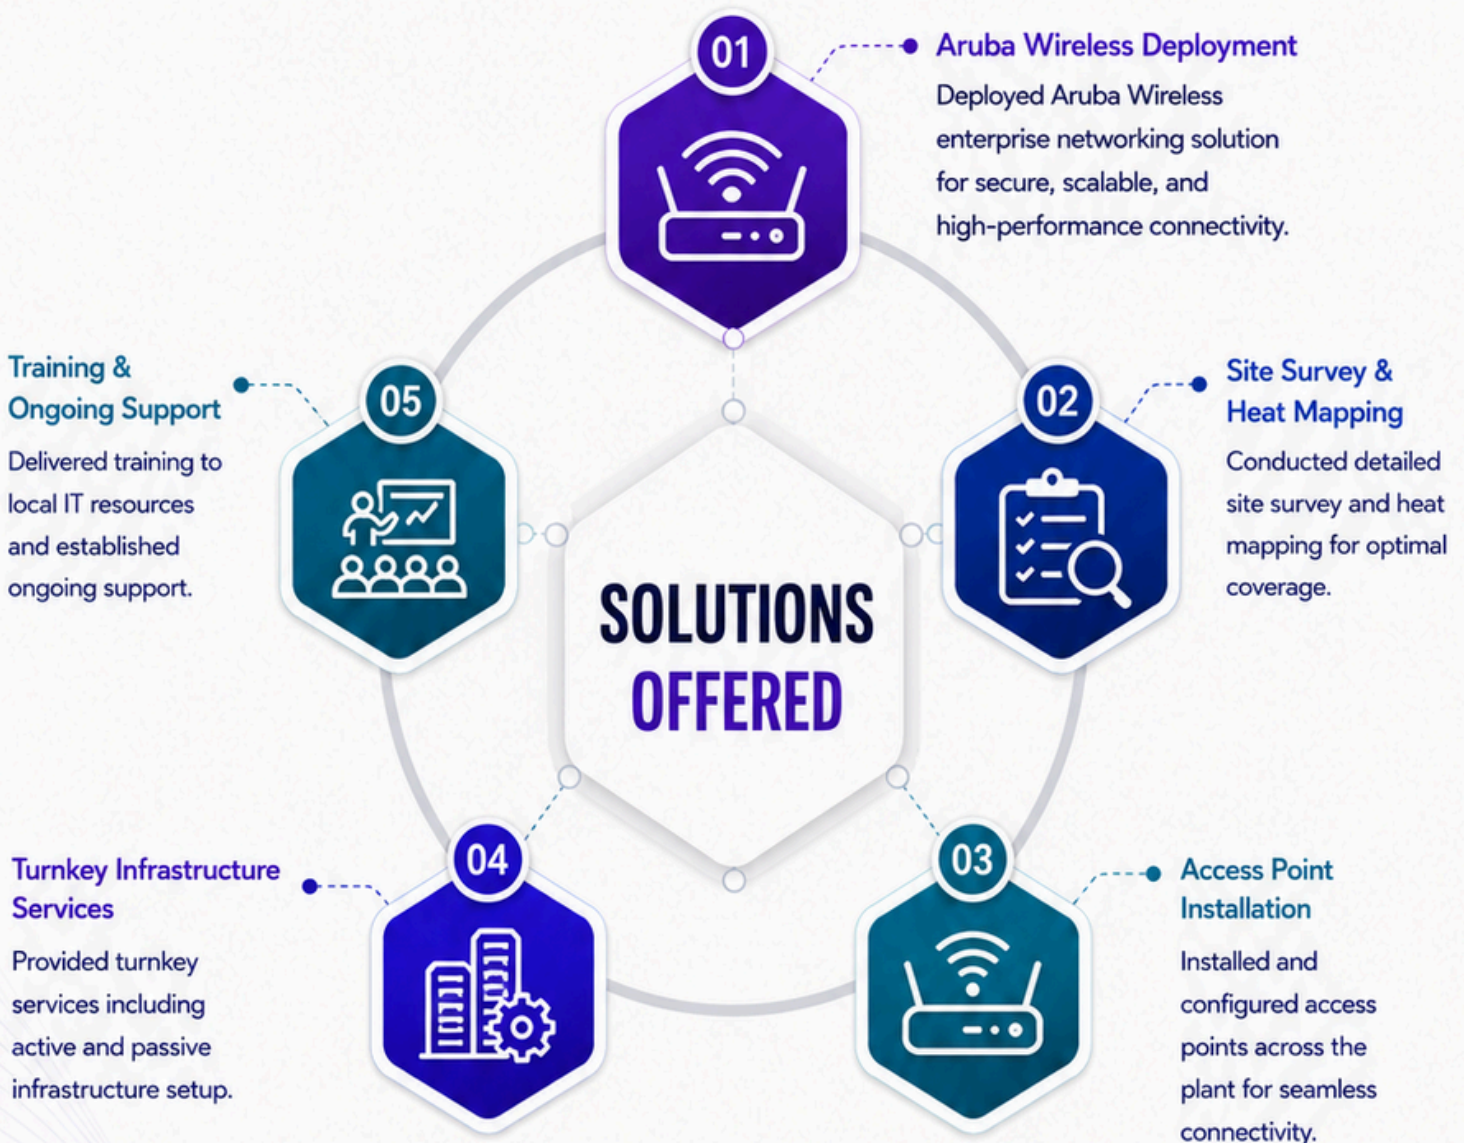 01
Aruba Wireless Deployment
Deployed Aruba Wireless
enterprise networking solution
for secure, scalable, and
high-performance connectivity.
02
Site Survey &
Heat Mapping
Conducted detailed
site survey and heat
mapping for optimal
coverage.
03
Access Point
Installation
Installed and
configured access
points across the
plant for seamless
connectivity.
04
Turnkey Infrastructure
Services
Provided turnkey
services including
active and passive
infrastructure setup.
05
Training &
Ongoing Support
Delivered training to
local IT resources
and established
ongoing support.
SOLUTIONS
OFFERED